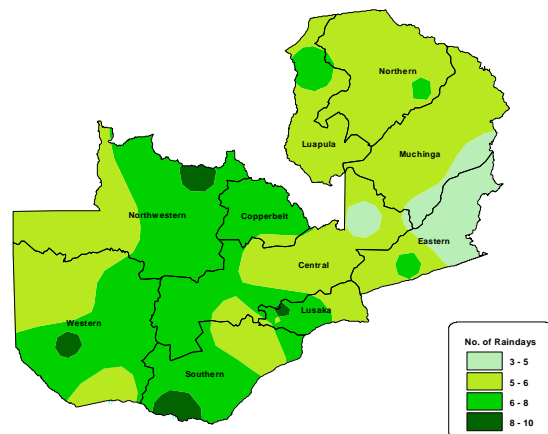 Northern
Luapula
Muchinga
Northwestern
Copperbelt
Eastern
Central
Lusaka
Western
Southern
No. of Raindays
3 - 5
5 - 6
6 - 8
8 - 10